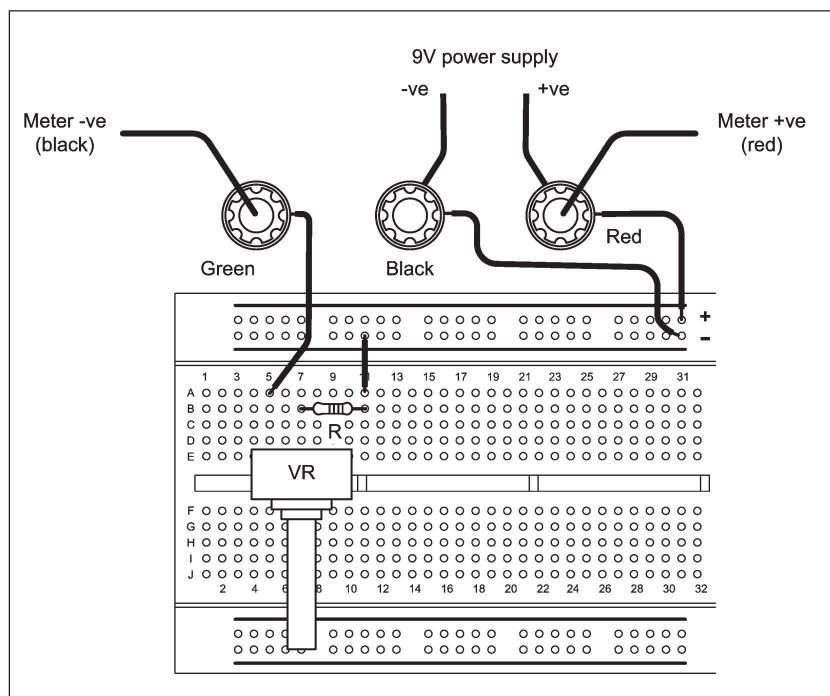 9V power supply
-ve
+ve
Meter -ve
(black)
Meter +ve
(red)
Green
Black
Red
+
-
1 3 5 7 9 11 13 15 17 19 21 23 25 27 29 31
A
B
C
R
D
E
VR
F
G
H
I
J
2 4 6 8 10 12 14 16 18 20 22 24 26 28 30 32